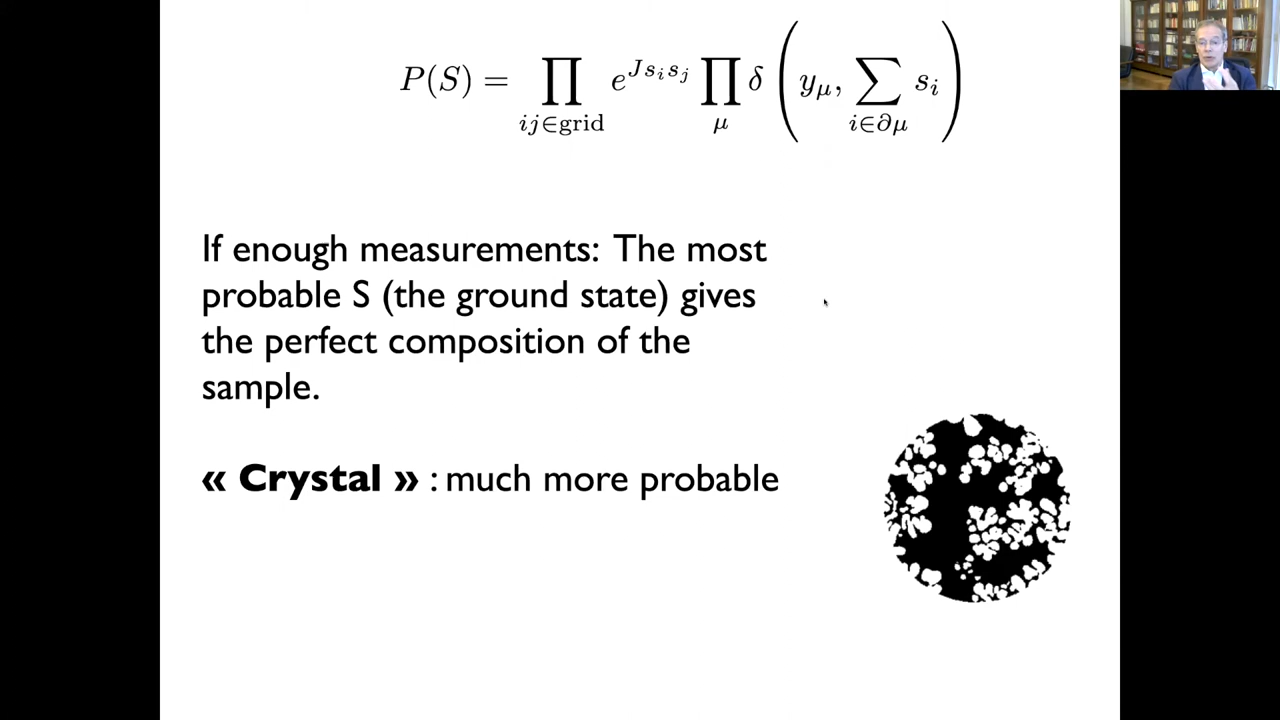 P(S) = ∏_{ij∈grid} e^{Js_i s_j} ∏_μ δ(y_μ, ∑_{i∈∂μ} s_i)
If enough measurements: The most
probable S (the ground state) gives
the perfect composition of the
sample.
« Crystal » : much more probable